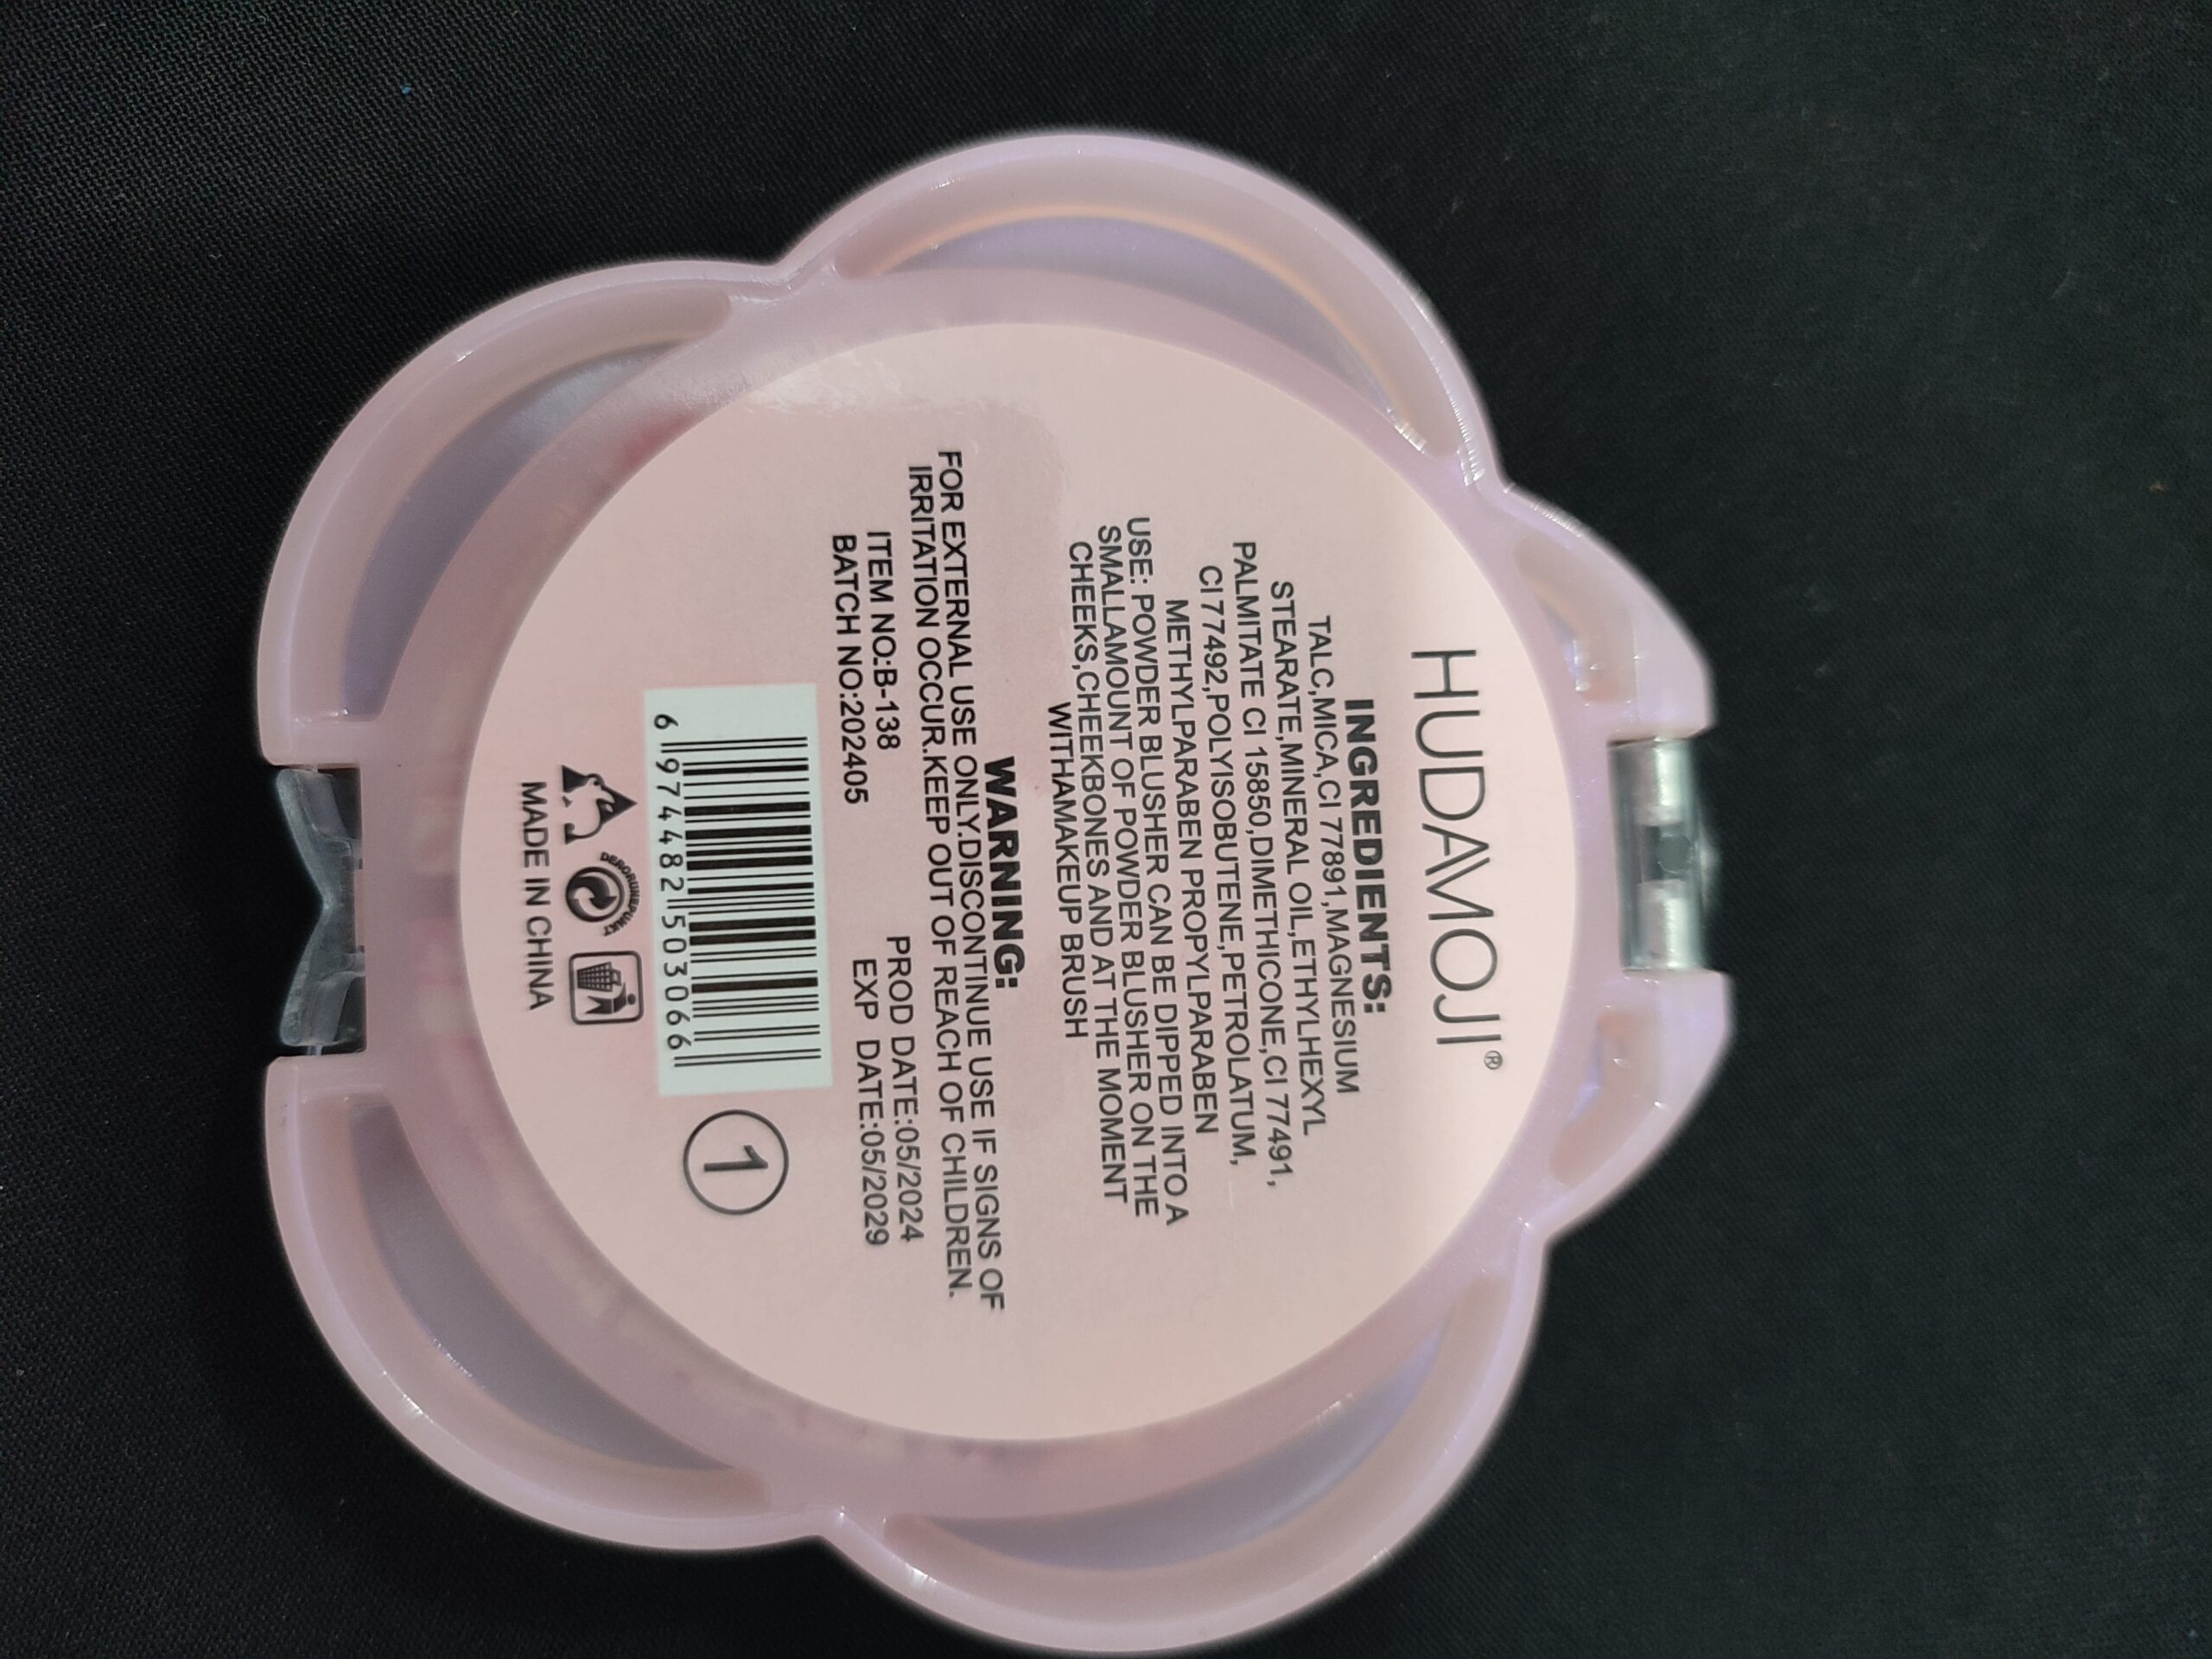 HUDAMOJI®
INGREDIENTS:
TALC,MICA,CI 77891,MAGNESIUM
STEARATE,MINERAL OIL,ETHYLHEXYL
PALMITATE CI 15850,DIMETHICONE,CI 77491,
CI 77492,POLYISOBUTENE,PETROLATUM,
METHYLPARABEN PROPYLPARABEN
USE: POWDER BLUSHER CAN BE DIPPED INTO A
SMALLAMOUNT OF POWDER BLUSHER ON THE
CHEEKS,CHEEKBONES AND AT THE MOMENT
WITHAMAKEUP BRUSH
WARNING:
FOR EXTERNAL USE ONLY.DISCONTINUE USE IF SIGNS OF
IRRITATION OCCUR.KEEP OUT OF REACH OF CHILDREN.
ITEM NO:B-138 PROD DATE:05/2024
BATCH NO:202405 EXP DATE:05/2029
6 974482 503066
1
MADE IN CHINA